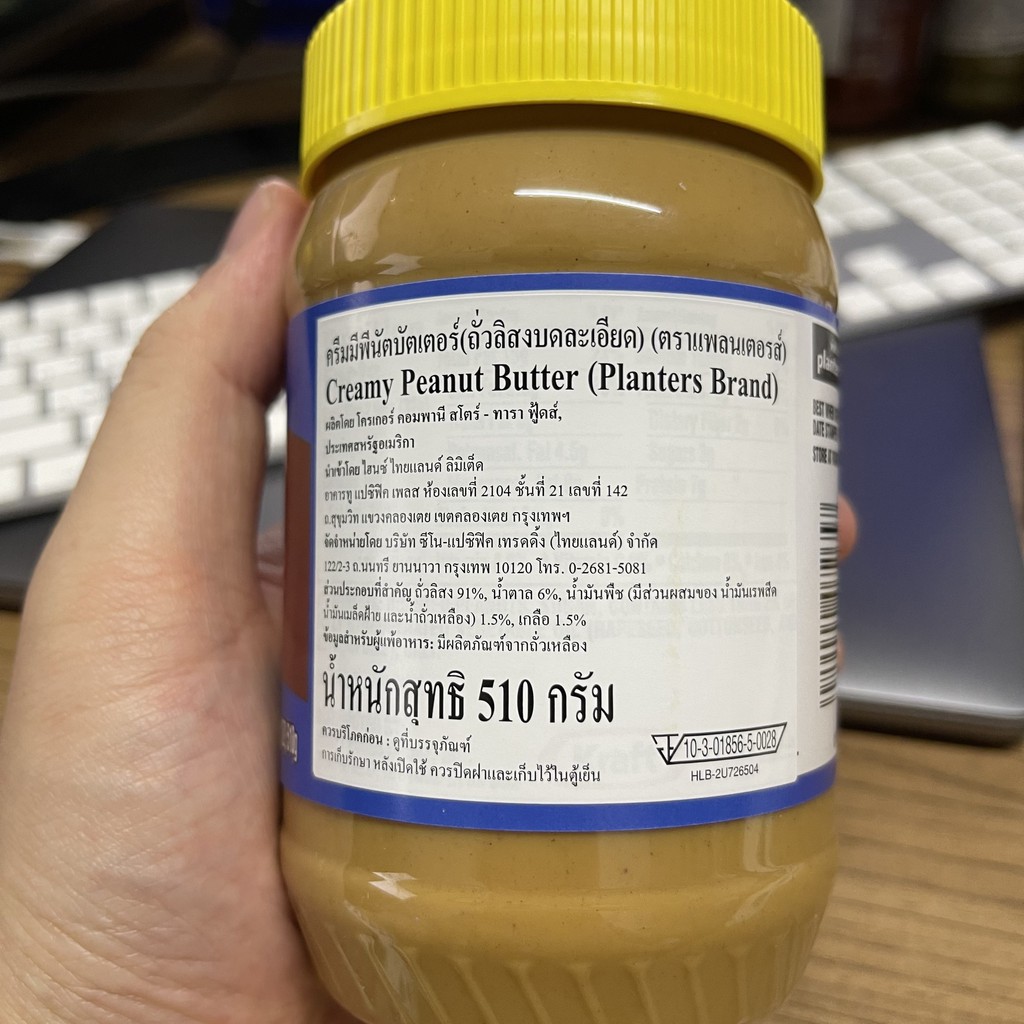 ครีมมีพีนัตบัตเตอร์(ถั่วลิสงบดละเอียด) (ตราแพลนเตอรส์)
Creamy Peanut Butter (Planters Brand)
ผลิตโดย โครเกอร์ คอมพานี สโตร์ - ทารา ฟู้ดส์,
ประเทศสหรัฐอเมริกา
นำเข้าโดย ไฮนซ์ ไทยแลนด์ ลิมิเต็ด
อาคารทู แปซิฟิค เพลส ห้องเลขที่ 2104 ชั้นที่ 21 เลขที่ 142
ถ.สุขุมวิท แขวงคลองเตย เขตคลองเตย กรุงเทพฯ
จัดจำหน่ายโดย บริษัท ซีโน-แปซิฟิค เทรดดิ้ง (ไทยแลนด์) จำกัด
122/2-3 ถ.นนทรี ยานนาวา กรุงเทพ 10120 โทร. 0-2681-5081
ส่วนประกอบที่สำคัญ ถั่วลิสง 91%, น้ำตาล 6%, น้ำมันพืช (มีส่วนผสมของ น้ำมันเรพสีด
น้ำมันเมล็ดฝ้าย และน้ำถั่วเหลือง) 1.5%, เกลือ 1.5%
ข้อมูลสำหรับผู้แพ้อาหาร: มีผลิตภัณฑ์จากถั่วเหลือง
น้ำหนักสุทธิ 510 กรัม
ควรบริโภคก่อน : ดูที่บรรจุภัณฑ์
การเก็บรักษา หลังเปิดใช้ ควรปิดฝาและเก็บไว้ในตู้เย็น
10-3-01856-5-0028
HLB-2U726504
BEST
DATE
STORE